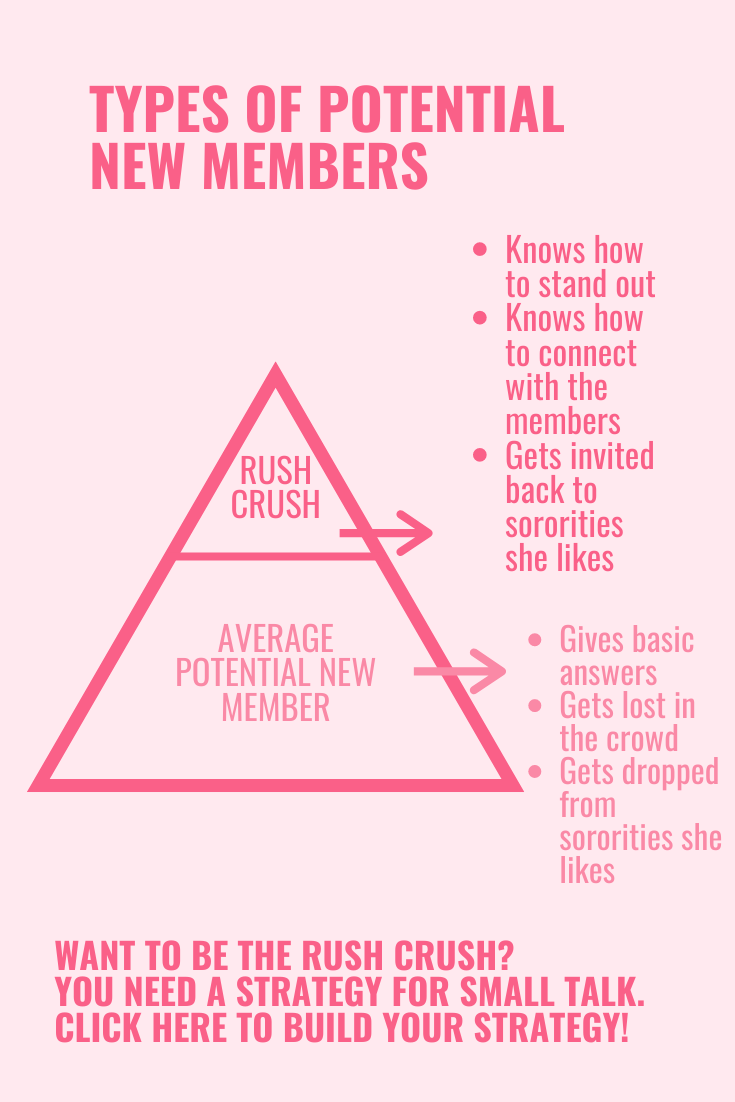 TYPES OF POTENTIAL
NEW MEMBERS
• Knows how
to stand out
• Knows how
to connect
with the
members
• Gets invited
back to
sororities
she likes
RUSH
CRUSH
AVERAGE
POTENTIAL NEW
MEMBER
• Gives basic
answers
• Gets lost in
the crowd
• Gets dropped
from
sororities she
likes
WANT TO BE THE RUSH CRUSH?
YOU NEED A STRATEGY FOR SMALL TALK.
CLICK HERE TO BUILD YOUR STRATEGY!